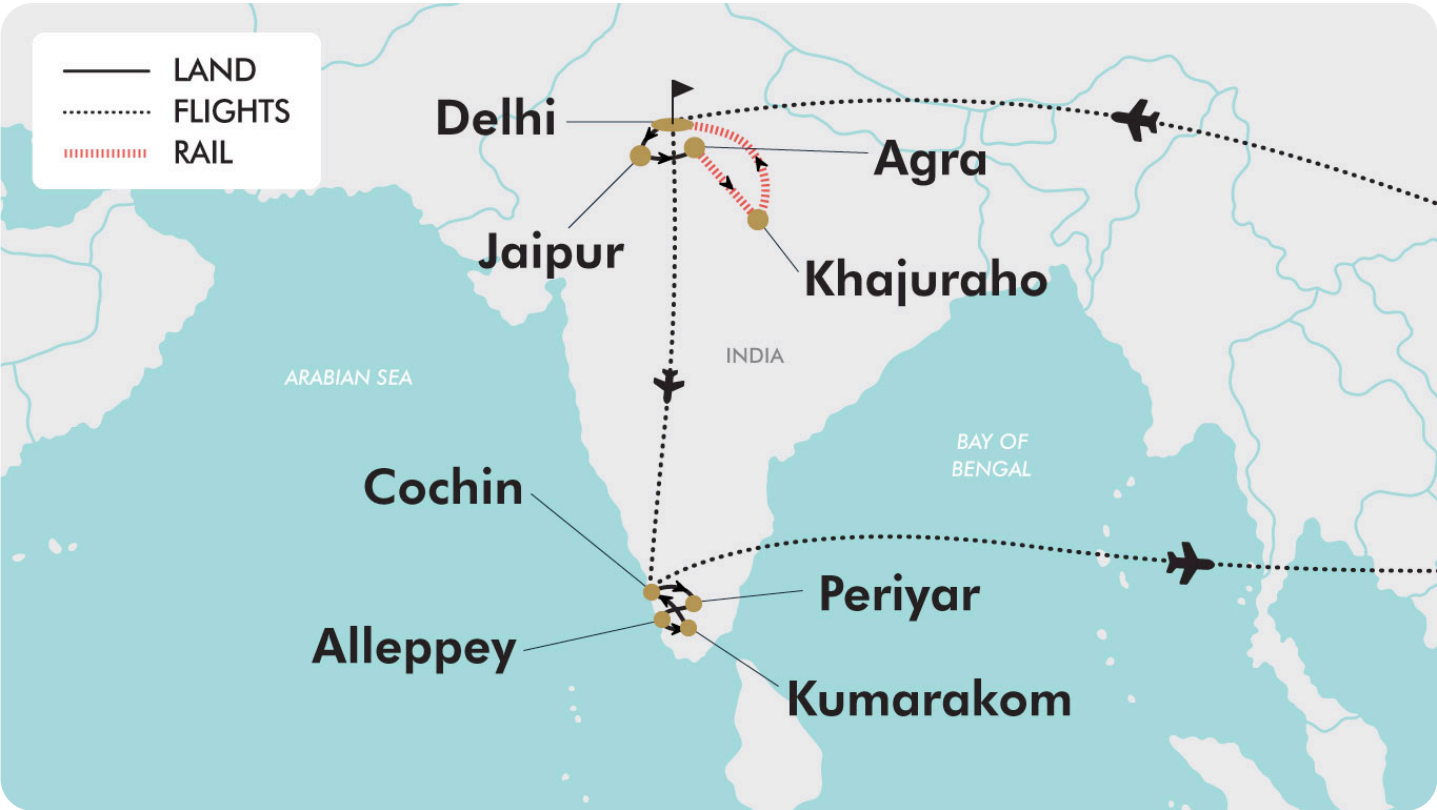 LAND
FLIGHTS
RAIL
Delhi
Agra
Jaipur
Khajuraho
INDIA
ARABIAN SEA
BAY OF
BENGAL
Cochin
Periyar
Alleppey
Kumarakom